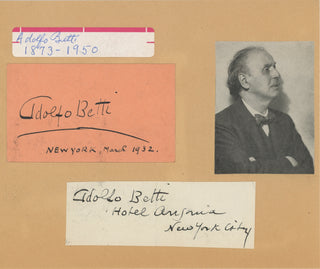 Adolfo Betti
1873-1950
Adolfo Betti
New York, March 1932.
Adolfo Betti
Hotel Ansonia
New York City